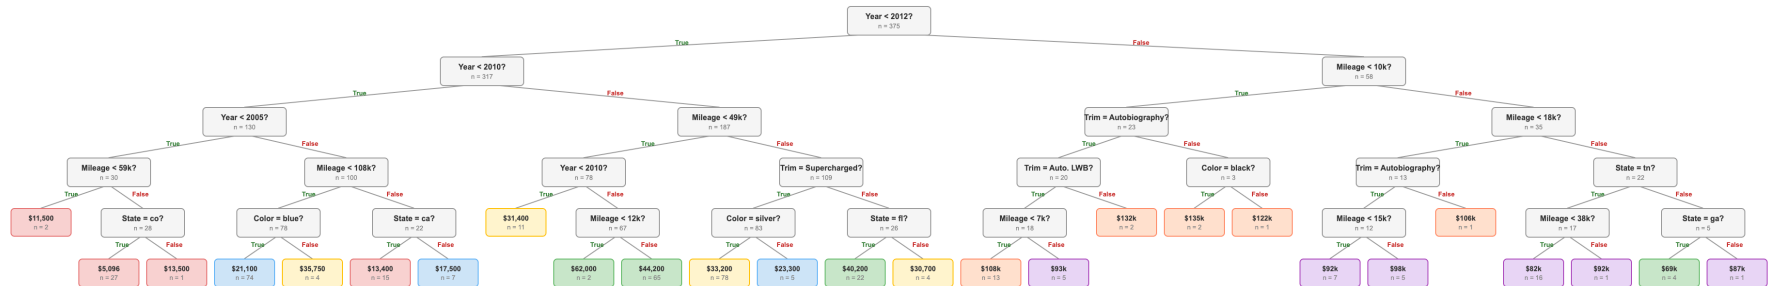 Year < 2012?
n = 375
True
False
Year < 2010?
n = 317
Mileage < 10k?
n = 58
True
False
True
False
Year < 2005?
n = 130
Mileage < 49k?
n = 187
Trim = Autobiography?
n = 23
Mileage < 18k?
n = 35
True
False
True
False
True
False
True
False
Mileage < 59k?
n = 30
Mileage < 108k?
n = 100
Year < 2010?
n = 78
Trim = Supercharged?
n = 109
Trim = Auto. LWB?
n = 20
Color = black?
n = 3
Trim = Autobiography?
n = 13
State = tn?
n = 22
True
False
True
False
True
False
True
False
True
False
True
False
True
False
True
False
$11,500
n = 2
State = co?
n = 28
Color = blue?
n = 78
State = ca?
n = 22
$31,400
n = 11
Mileage < 12k?
n = 67
Color = silver?
n = 83
State = fl?
n = 26
Mileage < 7k?
n = 18
$132k
n = 2
$135k
n = 2
$122k
n = 1
Mileage < 15k?
n = 12
$106k
n = 1
Mileage < 38k?
n = 17
State = ga?
n = 5
True
False
True
False
True
False
True
False
True
False
True
False
True
False
True
False
True
False
True
False
$5,096
n = 27
$13,500
n = 1
$21,100
n = 74
$35,750
n = 4
$13,400
n = 15
$17,500
n = 7
$62,000
n = 2
$44,200
n = 65
$33,200
n = 78
$23,300
n = 5
$40,200
n = 22
$30,700
n = 4
$108k
n = 13
$93k
n = 5
$92k
n = 7
$98k
n = 5
$82k
n = 16
$92k
n = 1
$69k
n = 4
$87k
n = 1